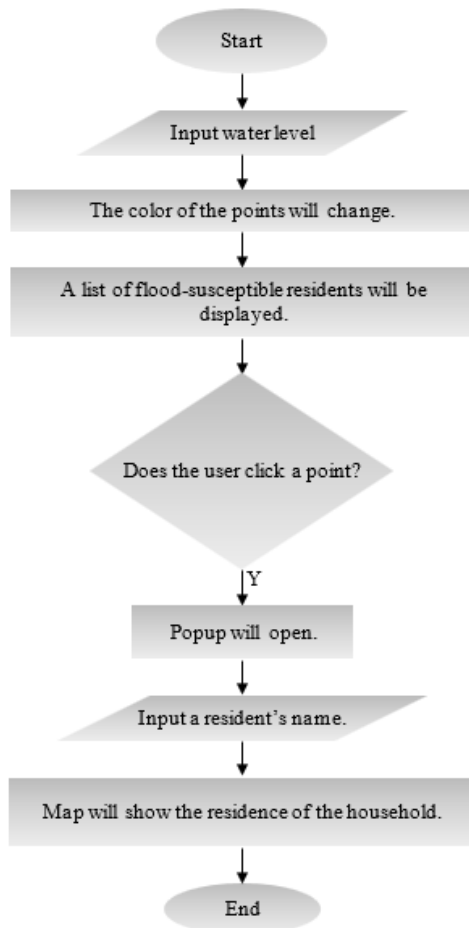 Start
Input water level
The color of the points will change.
A list of flood-susceptible residents will be
displayed.
Does the user click a point?
Y
Popup will open.
Input a resident’s name.
Map will show the residence of the household.
End